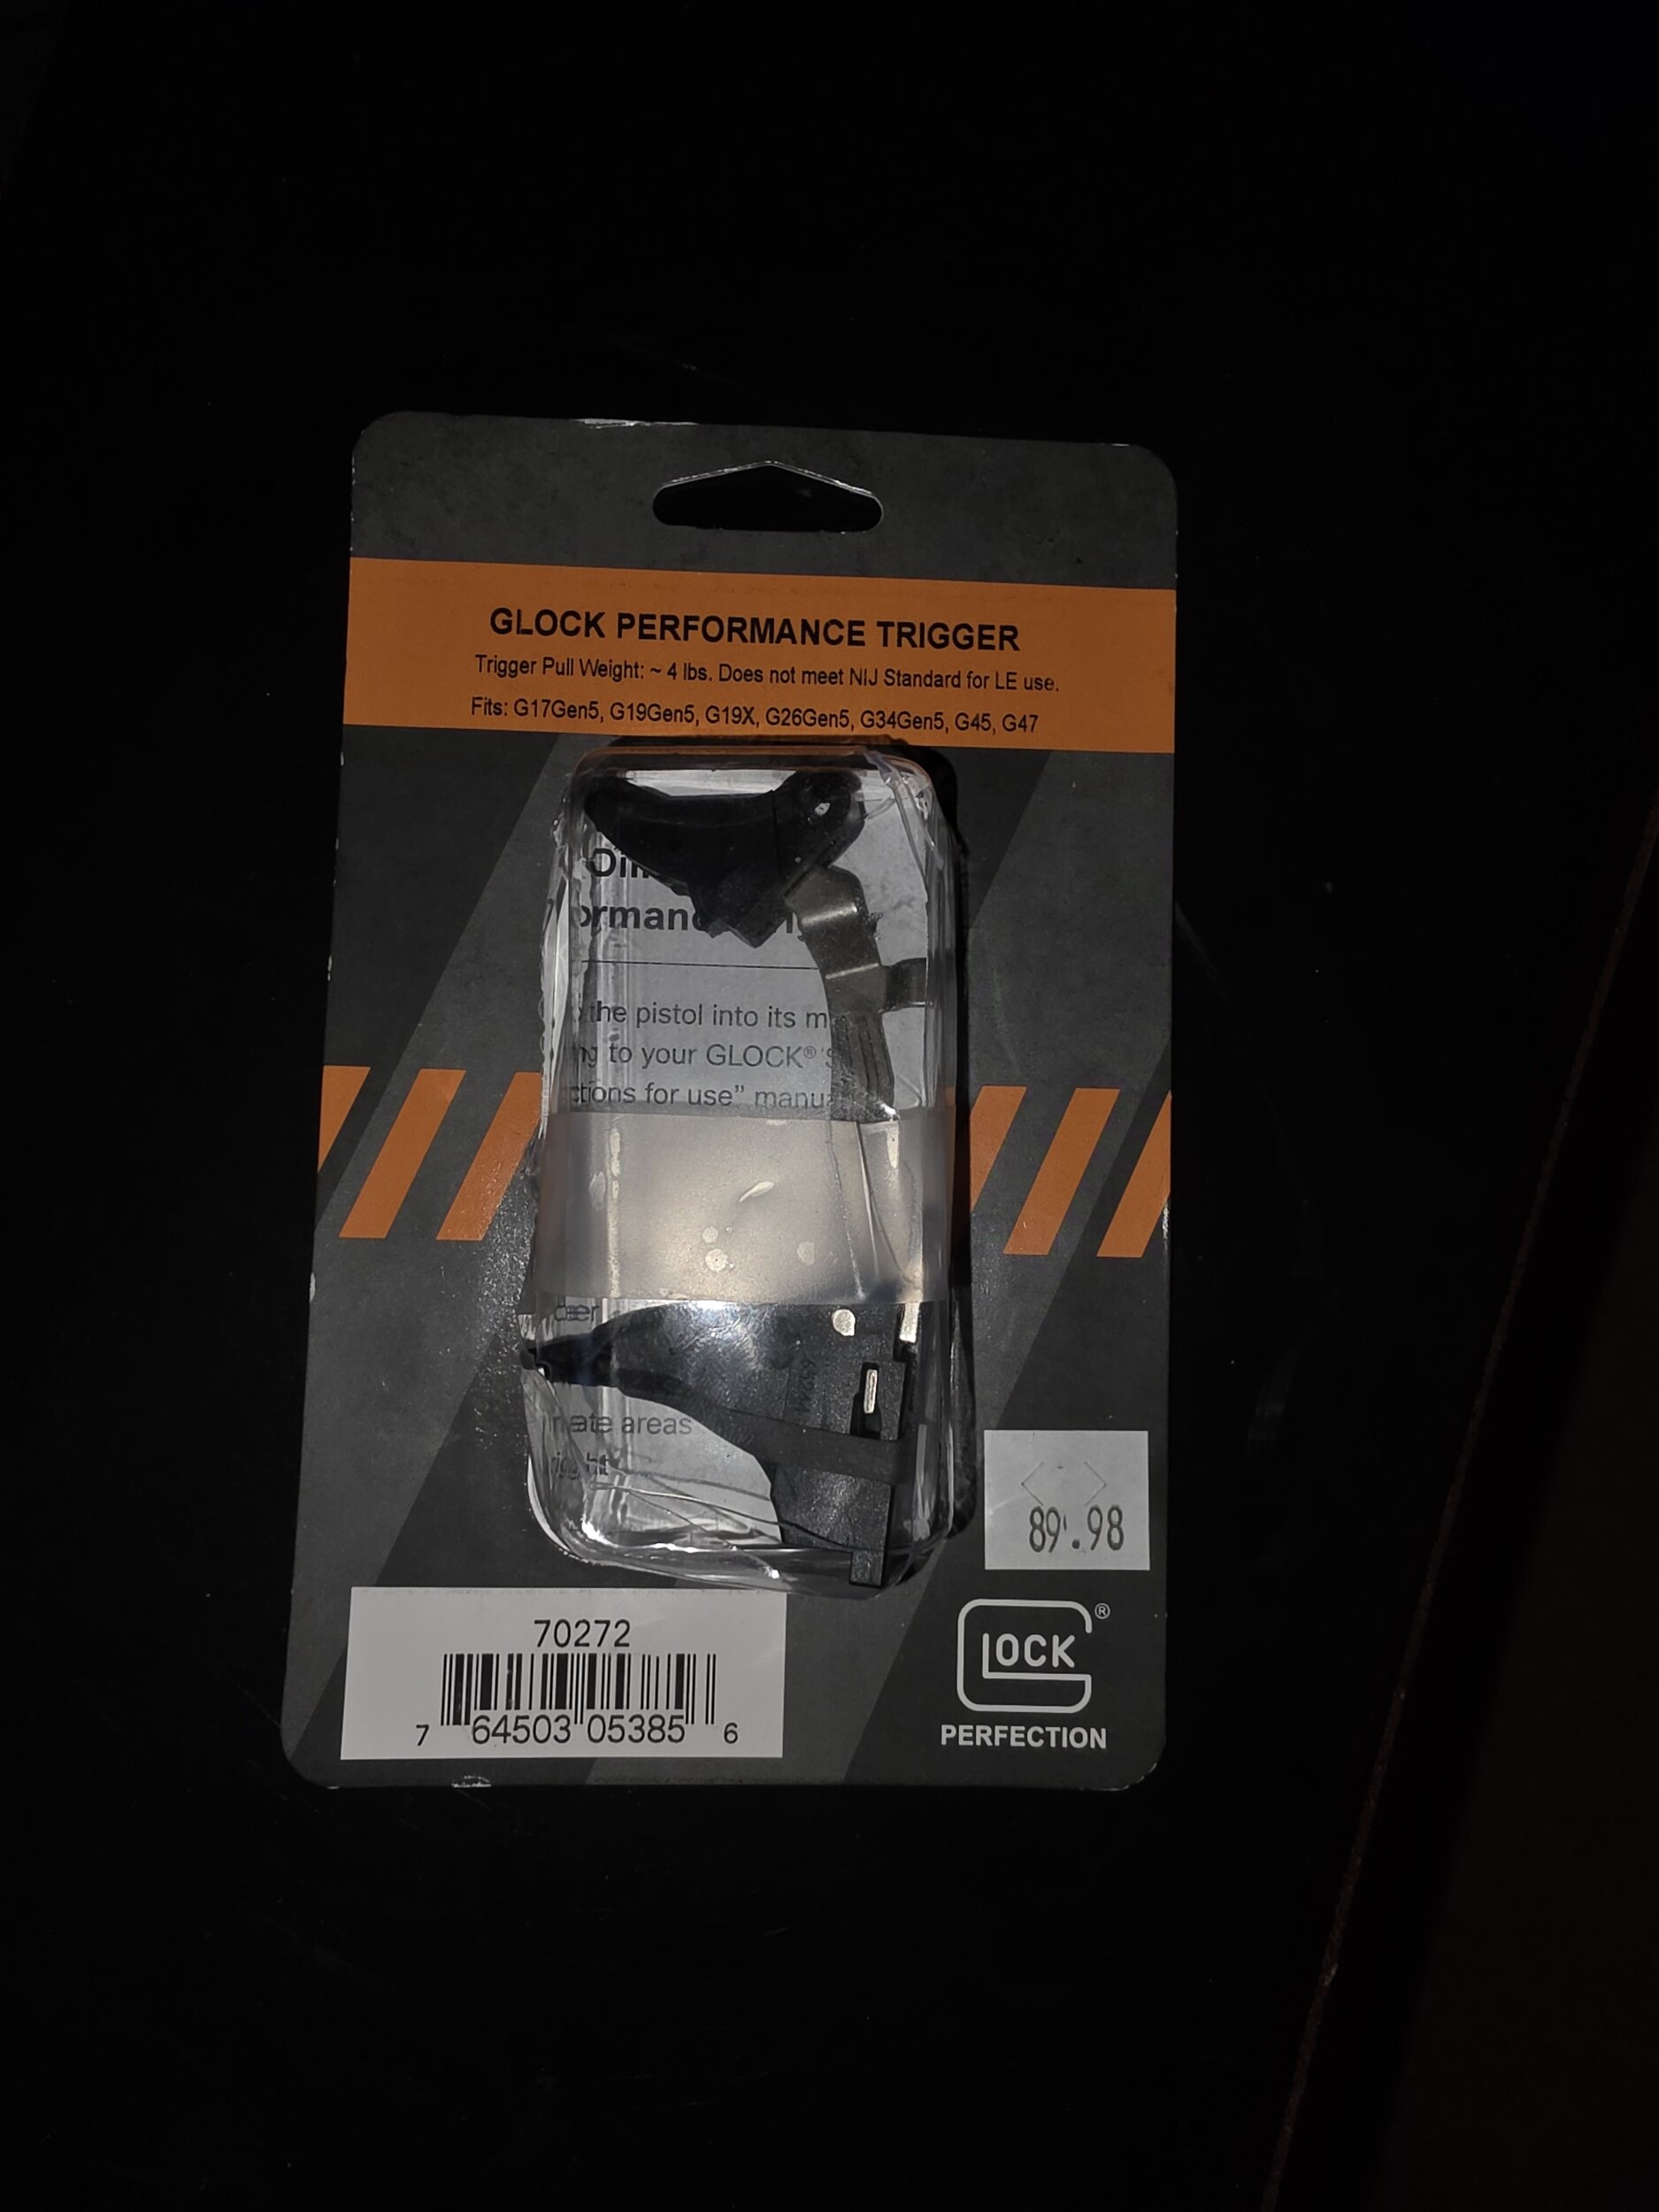 GLOCK PERFORMANCE TRIGGER
Trigger Pull Weight: ~ 4 lbs. Does not meet NIJ Standard for LE use.
Fits: G17Gen5, G19Gen5, G19X, G26Gen5, G34Gen5, G45, G47
the pistol into its
to your GLOCK®
for use”
areas
89.98
70272
7 64503 05385 6
GLOCK®
PERFECTION